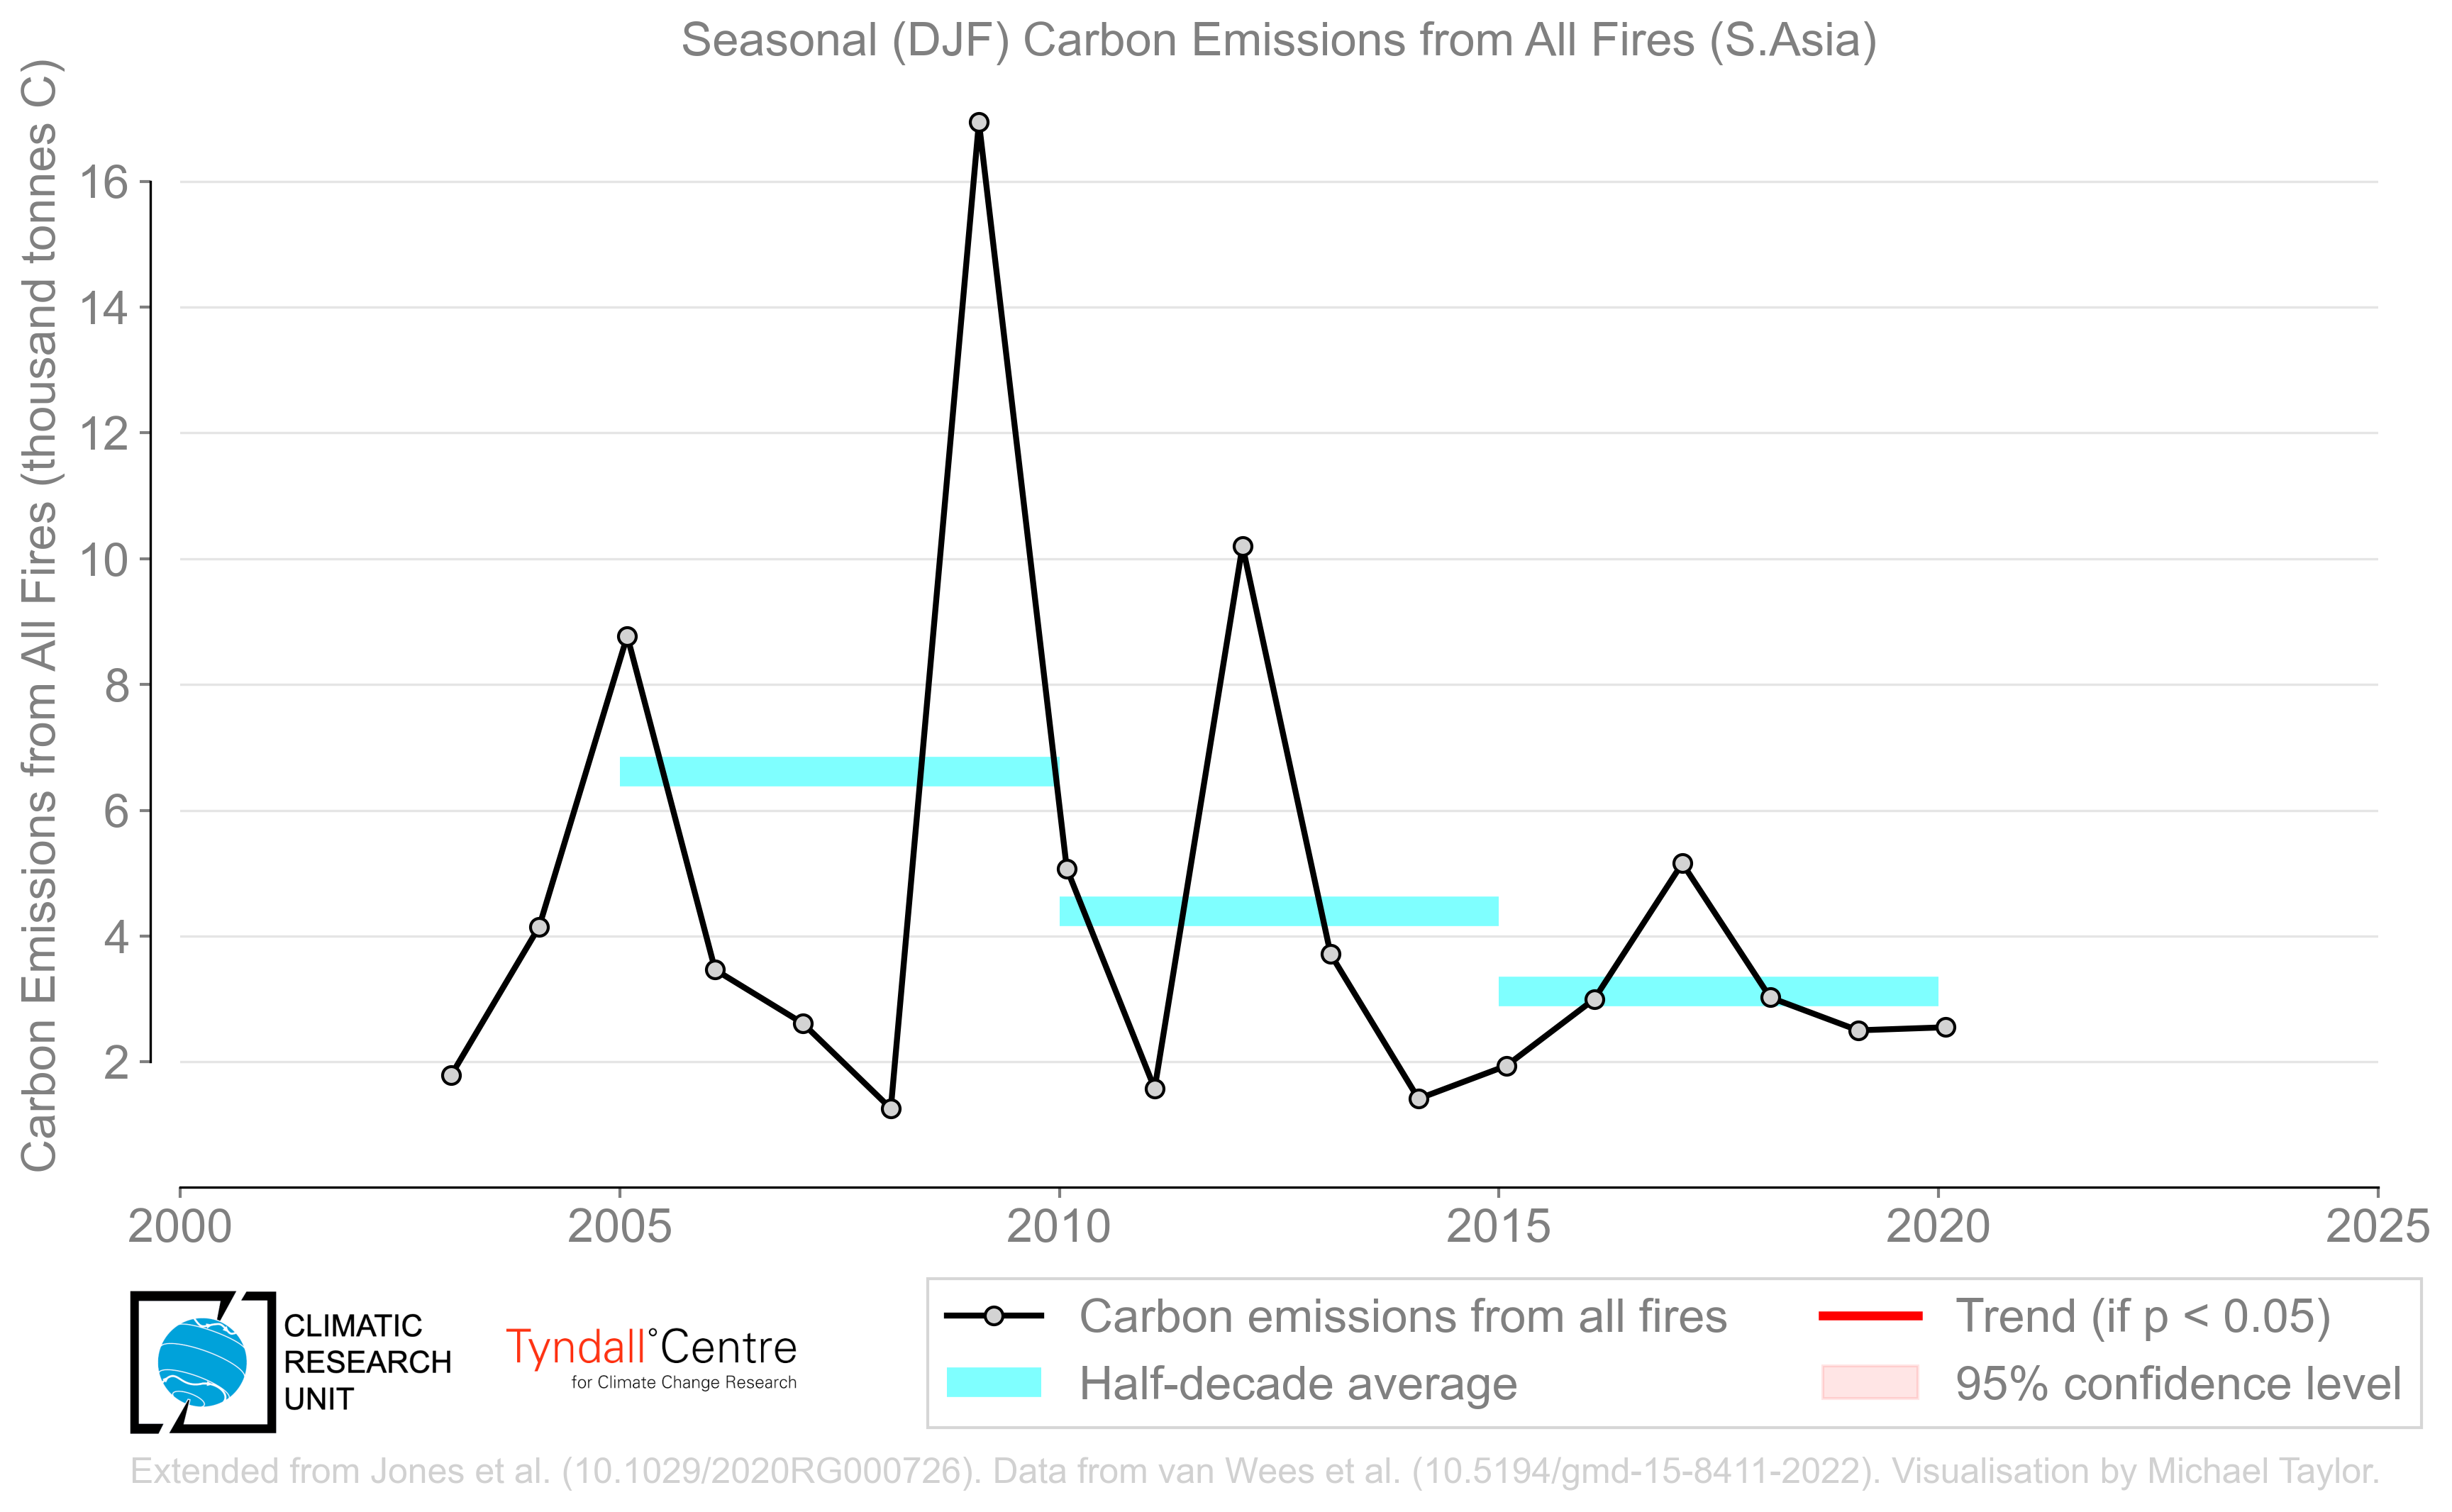 Seasonal (DJF) Carbon Emissions from All Fires (S.Asia)
Carbon Emissions from All Fires (thousand tonnes C)
16
14
12
10
8
6
4
2
2000 2005 2010 2015 2020 2025
CLIMATIC
RESEARCH
UNIT
Tyndall°Centre
for Climate Change Research
Carbon emissions from all fires
Half-decade average
Trend (if p < 0.05)
95% confidence level
Extended from Jones et al. (10.1029/2020RG000726). Data from van Wees et al. (10.5194/gmd-15-8411-2022). Visualisation by Michael Taylor.